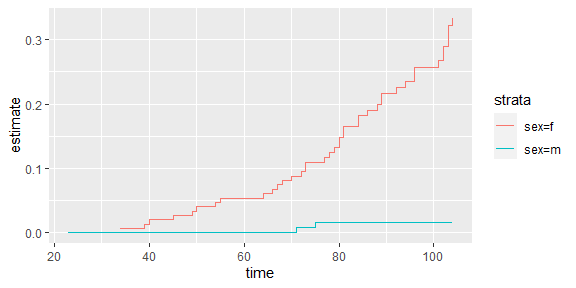 0.3
0.2
0.1
0.0
estimate
20 40 60 80 100
time
strata
sex=f
sex=m